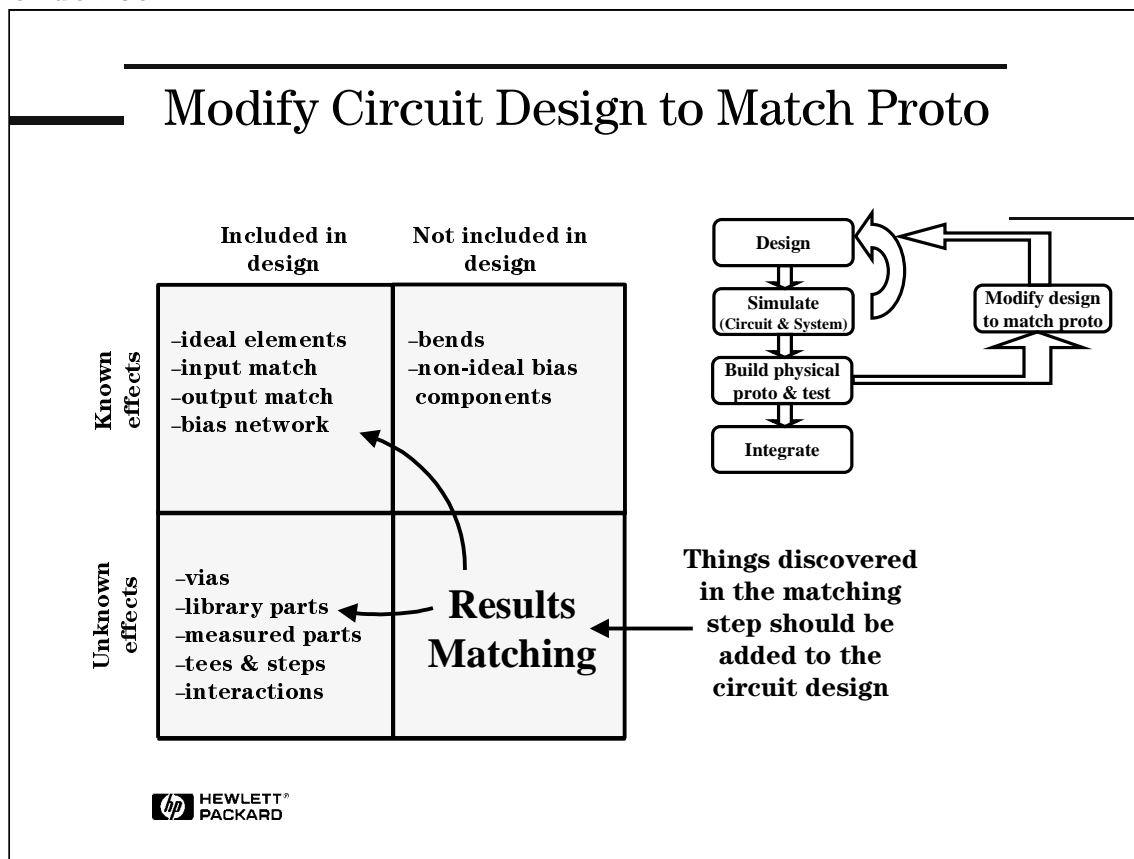 Modify Circuit Design to Match Proto
Included in
design
Not included in
design
Known
effects
–ideal elements
–input match
–output match
–bias network
–bends
–non-ideal bias
components
Unknown
effects
–vias
–library parts
–measured parts
–tees & steps
–interactions
Results
Matching
Things discovered
in the matching
step should be
added to the
circuit design
Design
Simulate
(Circuit & System)
Build physical
proto & test
Integrate
Modify design
to match proto
hp HEWLETT®
PACKARD